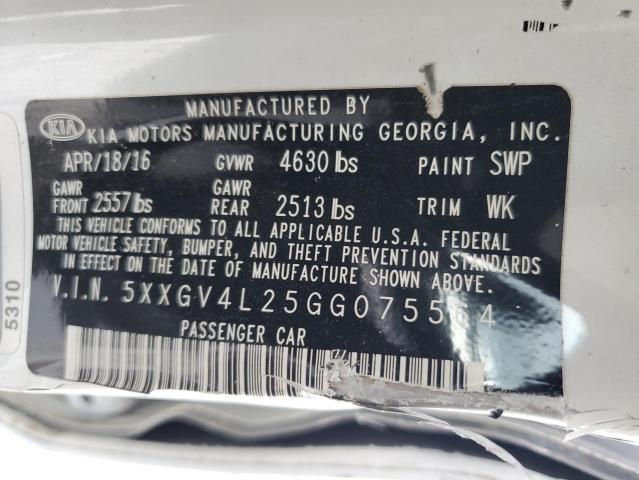 MANUFACTURED BY
KIA KIA MOTORS MANUFACTURING GEORGIA, INC.
APR/18/16 GVWR 4630 lbs PAINT SWP
GAWR GAWR
FRONT 2557 lbs REAR 2513 lbs TRIM WK
THIS VEHICLE CONFORMS TO ALL APPLICABLE U.S.A. FEDERAL
MOTOR VEHICLE SAFETY, BUMPER, AND THEFT PREVENTION STANDARDS
IN EFFECT ON THE DATE OF MANUFACTURE SHOWN ABOVE.
V.I.N. 5XXGV4L25GG075564
PASSENGER CAR
5310